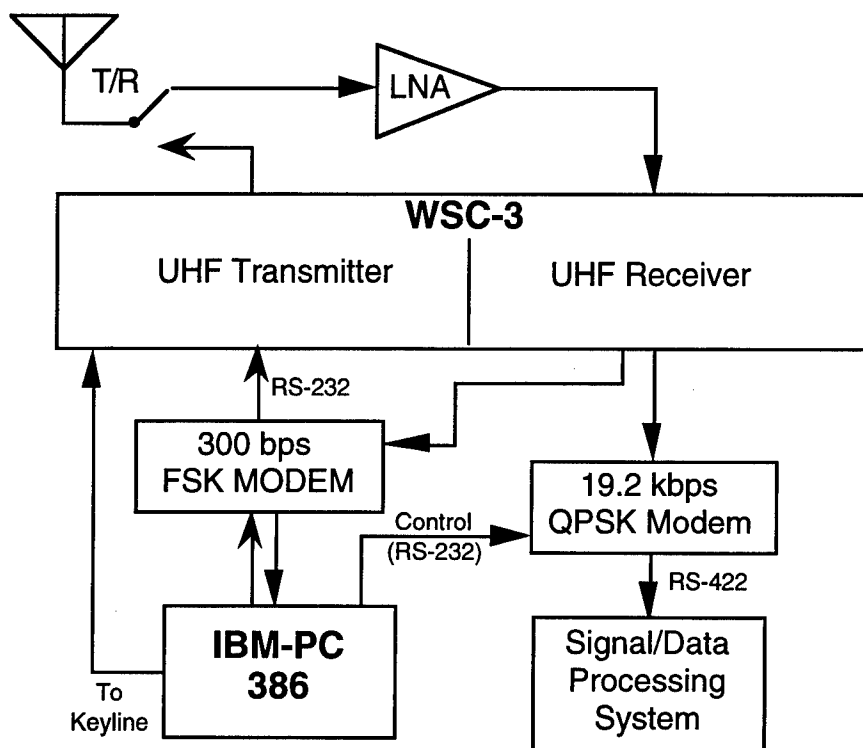 T/R
LNA
WSC-3
UHF Transmitter
UHF Receiver
RS-232
300 bps
FSK MODEM
19.2 kbps
QPSK Modem
Control
(RS-232)
RS-422
IBM-PC
386
To
Keyline
Signal/Data
Processing
System